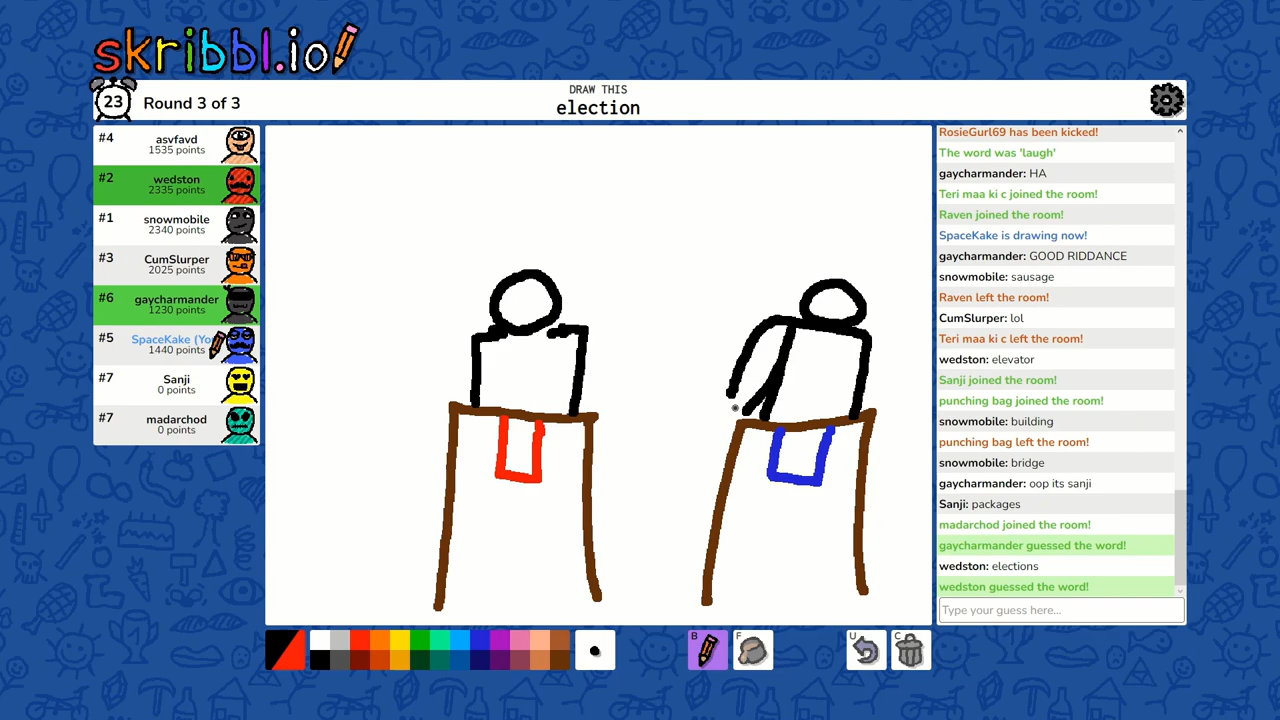 skribbl.io
23
Round 3 of 3
DRAW THIS
election
#4
asvfavd
1535 points
#2
wedston
2335 points
#1
snowmobile
2340 points
#3
CumSlurper
2025 points
#6
gaycharmander
1230 points
#5
SpaceKake (Yo
1440 points
#7
Sanji
0 points
#7
madarchod
0 points
RosieGurl69 has been kicked!
The word was 'laugh'
gaycharmander: HA
Teri maa ki c joined the room!
Raven joined the room!
SpaceKake is drawing now!
gaycharmander: GOOD RIDDANCE
snowmobile: sausage
Raven left the room!
CumSlurper: lol
Teri maa ki c left the room!
wedston: elevator
Sanji joined the room!
punching bag joined the room!
snowmobile: building
punching bag left the room!
snowmobile: bridge
gaycharmander: oop its sanji
Sanji: packages
madarchod joined the room!
gaycharmander guessed the word!
wedston: elections
wedston guessed the word!
Type your guess here...
B
F
U
C